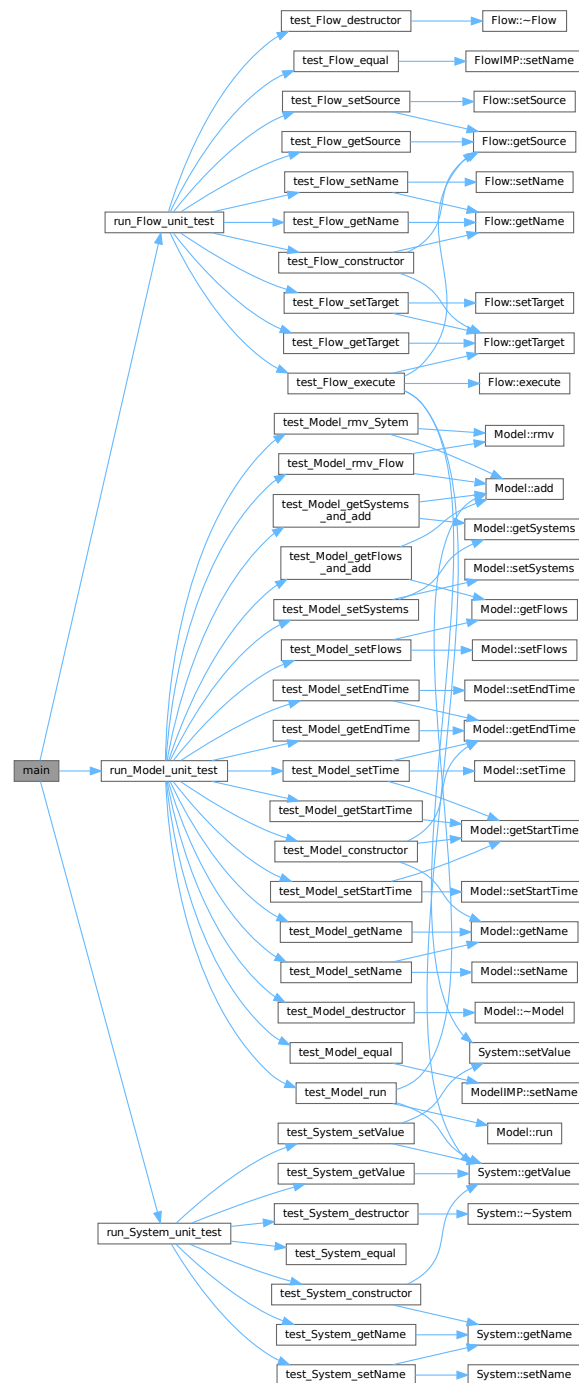 main
run_Flow_unit_test
run_Model_unit_test
run_System_unit_test
test_Flow_destructor
test_Flow_equal
test_Flow_setSource
test_Flow_getSource
test_Flow_setName
test_Flow_getName
test_Flow_constructor
test_Flow_setTarget
test_Flow_getTarget
test_Flow_execute
test_Model_rmv_Sytem
test_Model_rmv_Flow
test_Model_getSystems
_and_add
test_Model_getFlows
_and_add
test_Model_setSystems
test_Model_setFlows
test_Model_setEndTime
test_Model_getEndTime
test_Model_setTime
test_Model_getStartTime
test_Model_constructor
test_Model_setStartTime
test_Model_getName
test_Model_setName
test_Model_destructor
test_Model_equal
test_Model_run
test_System_setValue
test_System_getValue
test_System_destructor
test_System_equal
test_System_constructor
test_System_getName
test_System_setName
Flow::~Flow
FlowIMP::setName
Flow::setSource
Flow::getSource
Flow::setName
Flow::getName
Flow::setTarget
Flow::getTarget
Flow::execute
Model::rmv
Model::add
Model::getSystems
Model::setSystems
Model::getFlows
Model::setFlows
Model::setEndTime
Model::getEndTime
Model::setTime
Model::getStartTime
Model::setStartTime
Model::getName
Model::setName
Model::~Model
System::setValue
ModelIMP::setName
Model::run
System::getValue
System::~System
System::getName
System::setName